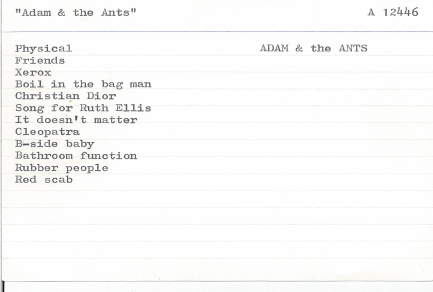 "Adam & the Ants" A 12446
Physical ADAM & the ANTS
Friends
Xerox
Boil in the bag man
Christian Dior
Song for Ruth Ellis
It doesn't matter
Cleopatra
B-side baby
Bathroom function
Rubber people
Red scab